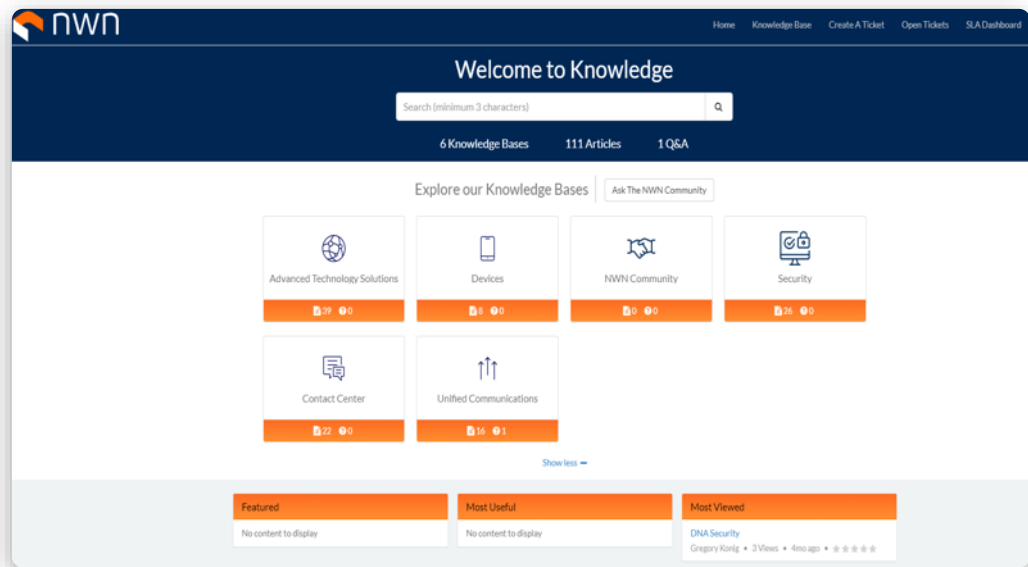 nwn
Home Knowledge Base Create A Ticket Open Tickets SLA Dashboard
Welcome to Knowledge
Search (minimum 3 characters)
6 Knowledge Bases 111 Articles 1 Q&A
Explore our Knowledge Bases Ask The NWN Community
Advanced Technology Solutions Devices NWN Community Security
39 0 8 0 0 0 26 0
Contact Center Unified Communications
22 0 16 1
Show less
Featured Most Useful Most Viewed
No content to display No content to display DNA Security
Gregory Konig • 3 Views • 4mo ago •